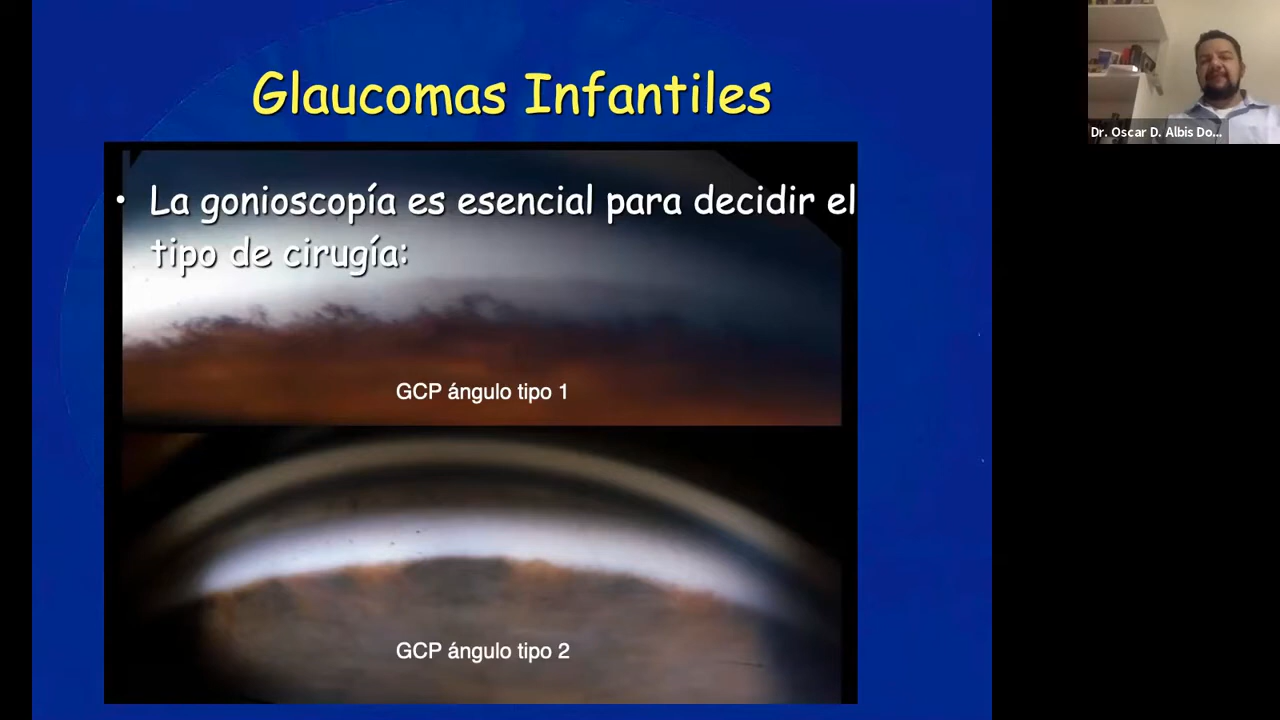 Glaucomas Infantiles
• La gonioscopía es esencial para decidir el
tipo de cirugía:
GCP ángulo tipo 1
GCP ángulo tipo 2
Dr. Oscar D. Albis Do...